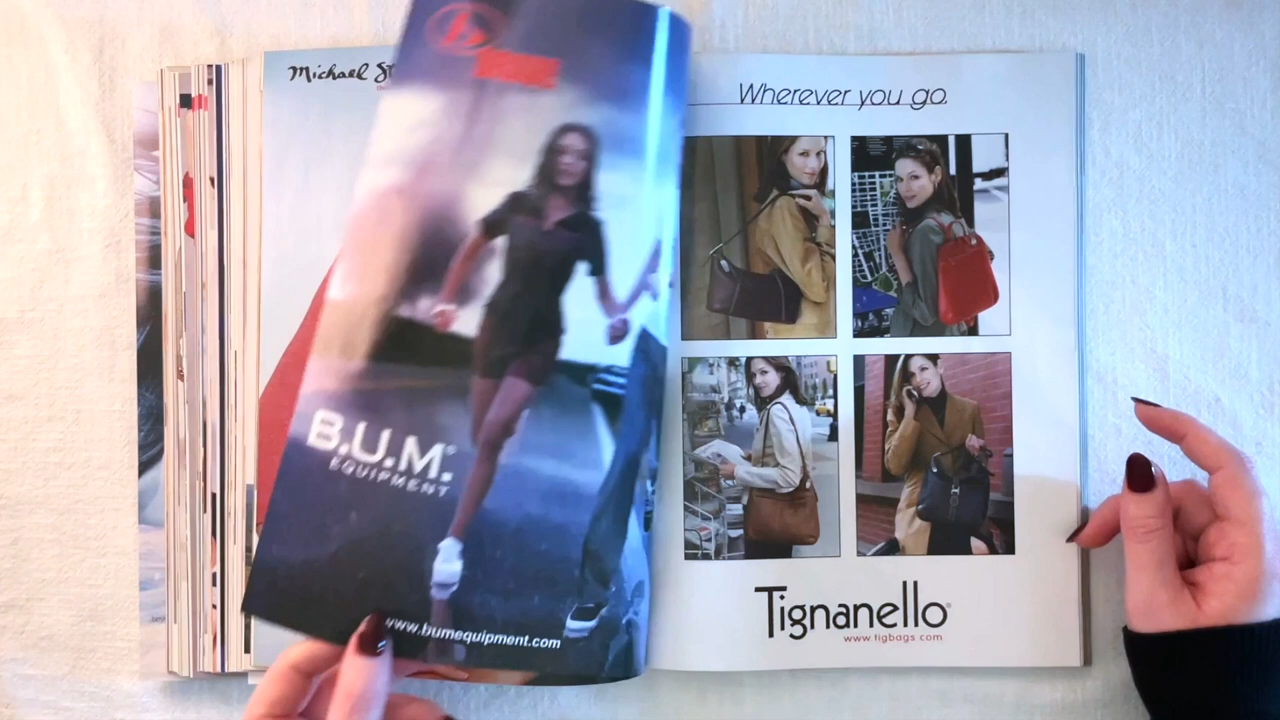 Michael
B.U.M.
EQUIPMENT
www.bumequipment.com
Wherever you go.
Tignanello
www.tigbags.com